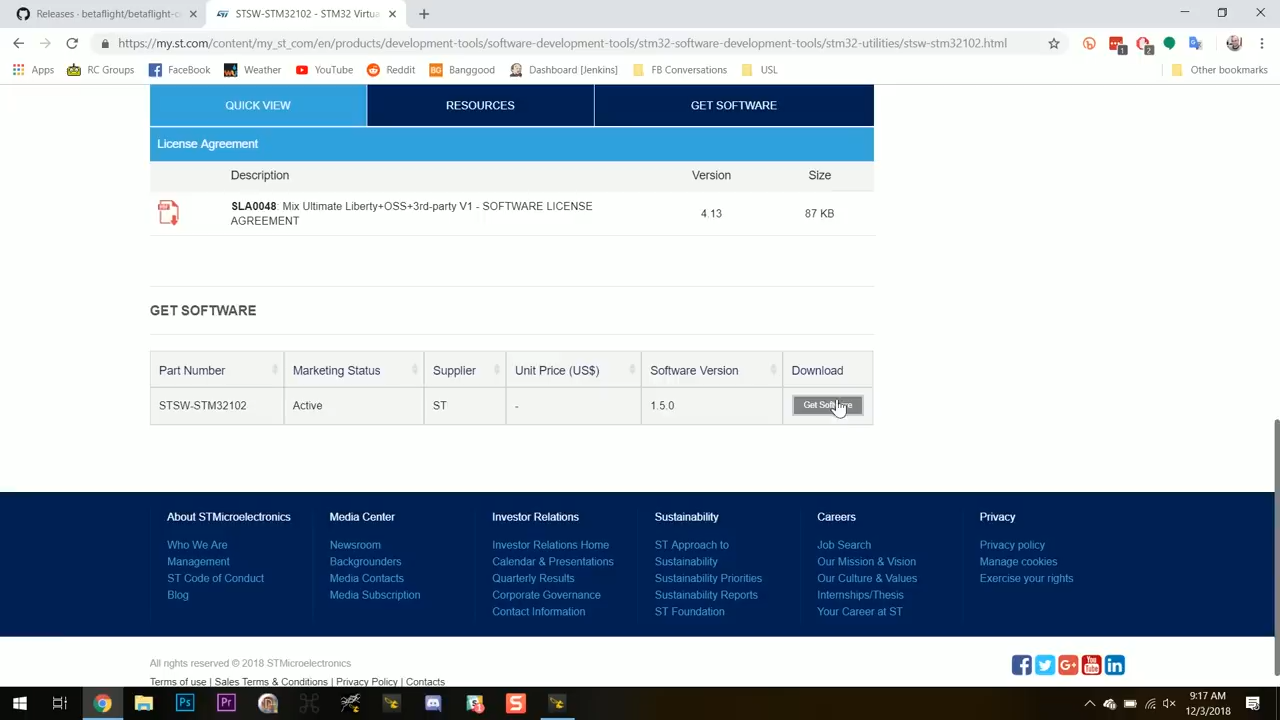 Releases · betaflight/betaflight-c
STSW-STM32102 - STM32 Virtua
https://my.st.com/content/my_st_com/en/products/development-tools/software-development-tools/stm32-software-development-tools/stm32-utilities/stsw-stm32102.html
Apps RC Groups FaceBook Weather YouTube Reddit Banggood Dashboard [Jenkins] FB Conversations USL Other bookmarks
QUICK VIEW RESOURCES GET SOFTWARE
License Agreement
Description Version Size
SLA0048: Mix Ultimate Liberty+OSS+3rd-party V1 - SOFTWARE LICENSE
AGREEMENT
4.13 87 KB
GET SOFTWARE
Part Number Marketing Status Supplier Unit Price (US$) Software Version Download
STSW-STM32102 Active ST - 1.5.0 Get Software
About STMicroelectronics Media Center Investor Relations Sustainability Careers Privacy
Who We Are Newsroom Investor Relations Home ST Approach to Job Search Privacy policy
Management Backgrounders Calendar & Presentations Sustainability Our Mission & Vision Manage cookies
ST Code of Conduct Media Contacts Quarterly Results Sustainability Priorities Our Culture & Values Exercise your rights
Blog Media Subscription Corporate Governance Sustainability Reports Internships/Thesis
Contact Information ST Foundation Your Career at ST
All rights reserved © 2018 STMicroelectronics
Terms of use | Sales Terms & Conditions | Privacy Policy | Contacts
9:17 AM
12/3/2018